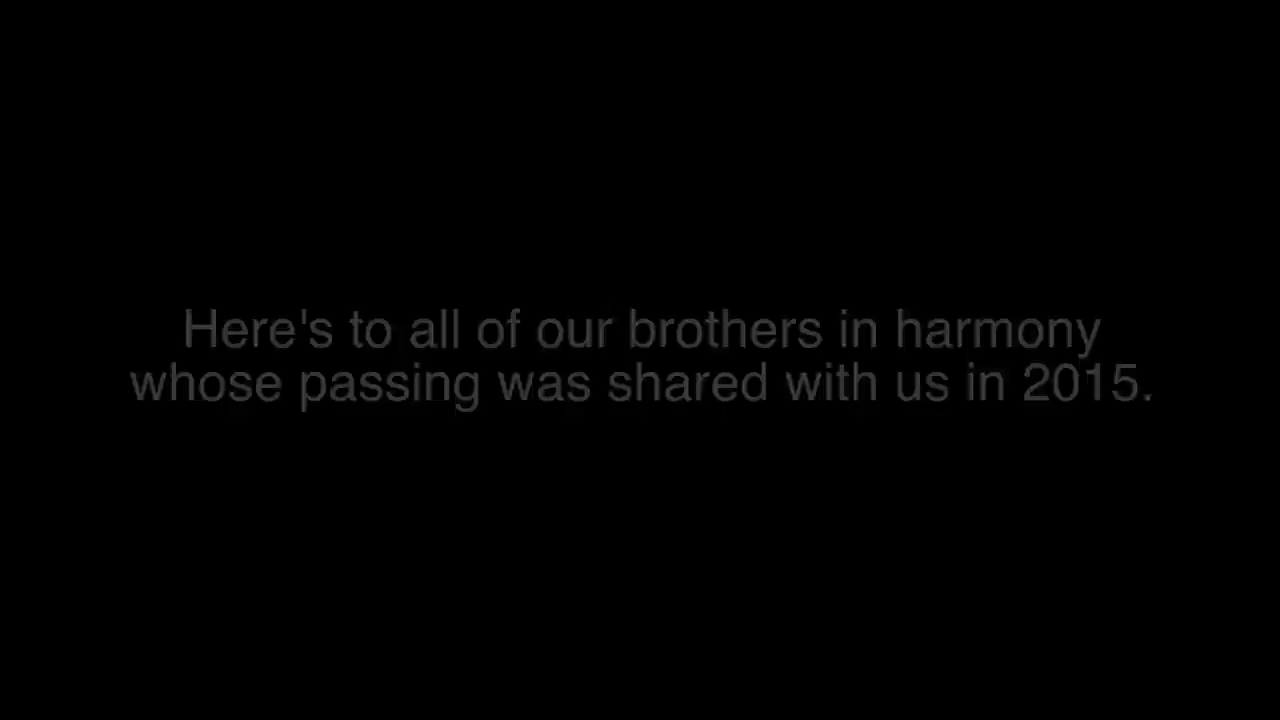 Here's to all of our brothers in harmony
whose passing was shared with us in 2015.